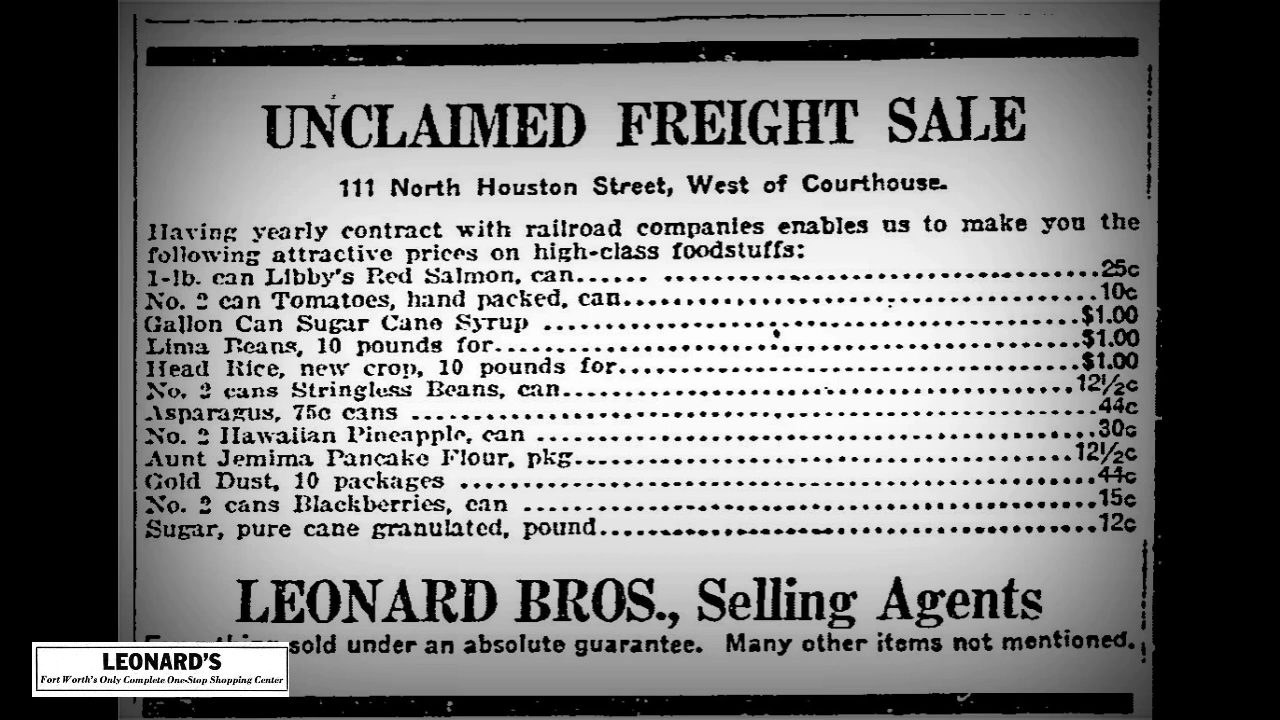 UNCLAIMED FREIGHT SALE
111 North Houston Street, West of Courthouse.
Having yearly contract with railroad companies enables us to make you the
following attractive prices on high-class foodstuffs:
1-lb. can Libby's Red Salmon, can...... ........................................25c
No. 2 can Tomatoes, hand packed, can............................................10c
Gallon Can Sugar Cane Syrup ..................................................$1.00
Lima Beans, 10 pounds for.......................................................$1.00
Head Rice, new crop, 10 pounds for............................................$1.00
No. 2 cans Stringless Beans, can................................................12½c
Asparagus, 75c cans ............................................................44c
No. 2 Hawaiian Pineapple, can ..................................................30c
Aunt Jemima Pancake Flour, pkg................................................12½c
Gold Dust, 10 packages ........................................................44c
No. 2 cans Blackberries, can ...................................................15c
Sugar, pure cane granulated, pound.............................................12c
LEONARD BROS., Selling Agents
sold under an absolute guarantee. Many other items not mentioned.
LEONARD'S
Fort Worth's Only Complete One-Stop Shopping Center